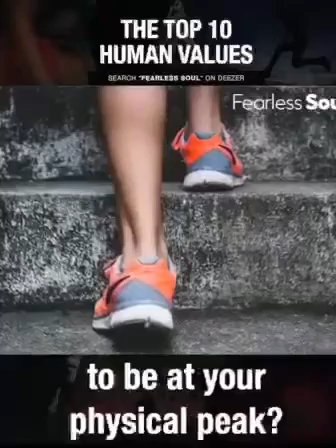 THE TOP 10
HUMAN VALUES
SEARCH "FEARLESS SOUL" ON DEEZER
Fearless Sou
to be at your
physical peak?